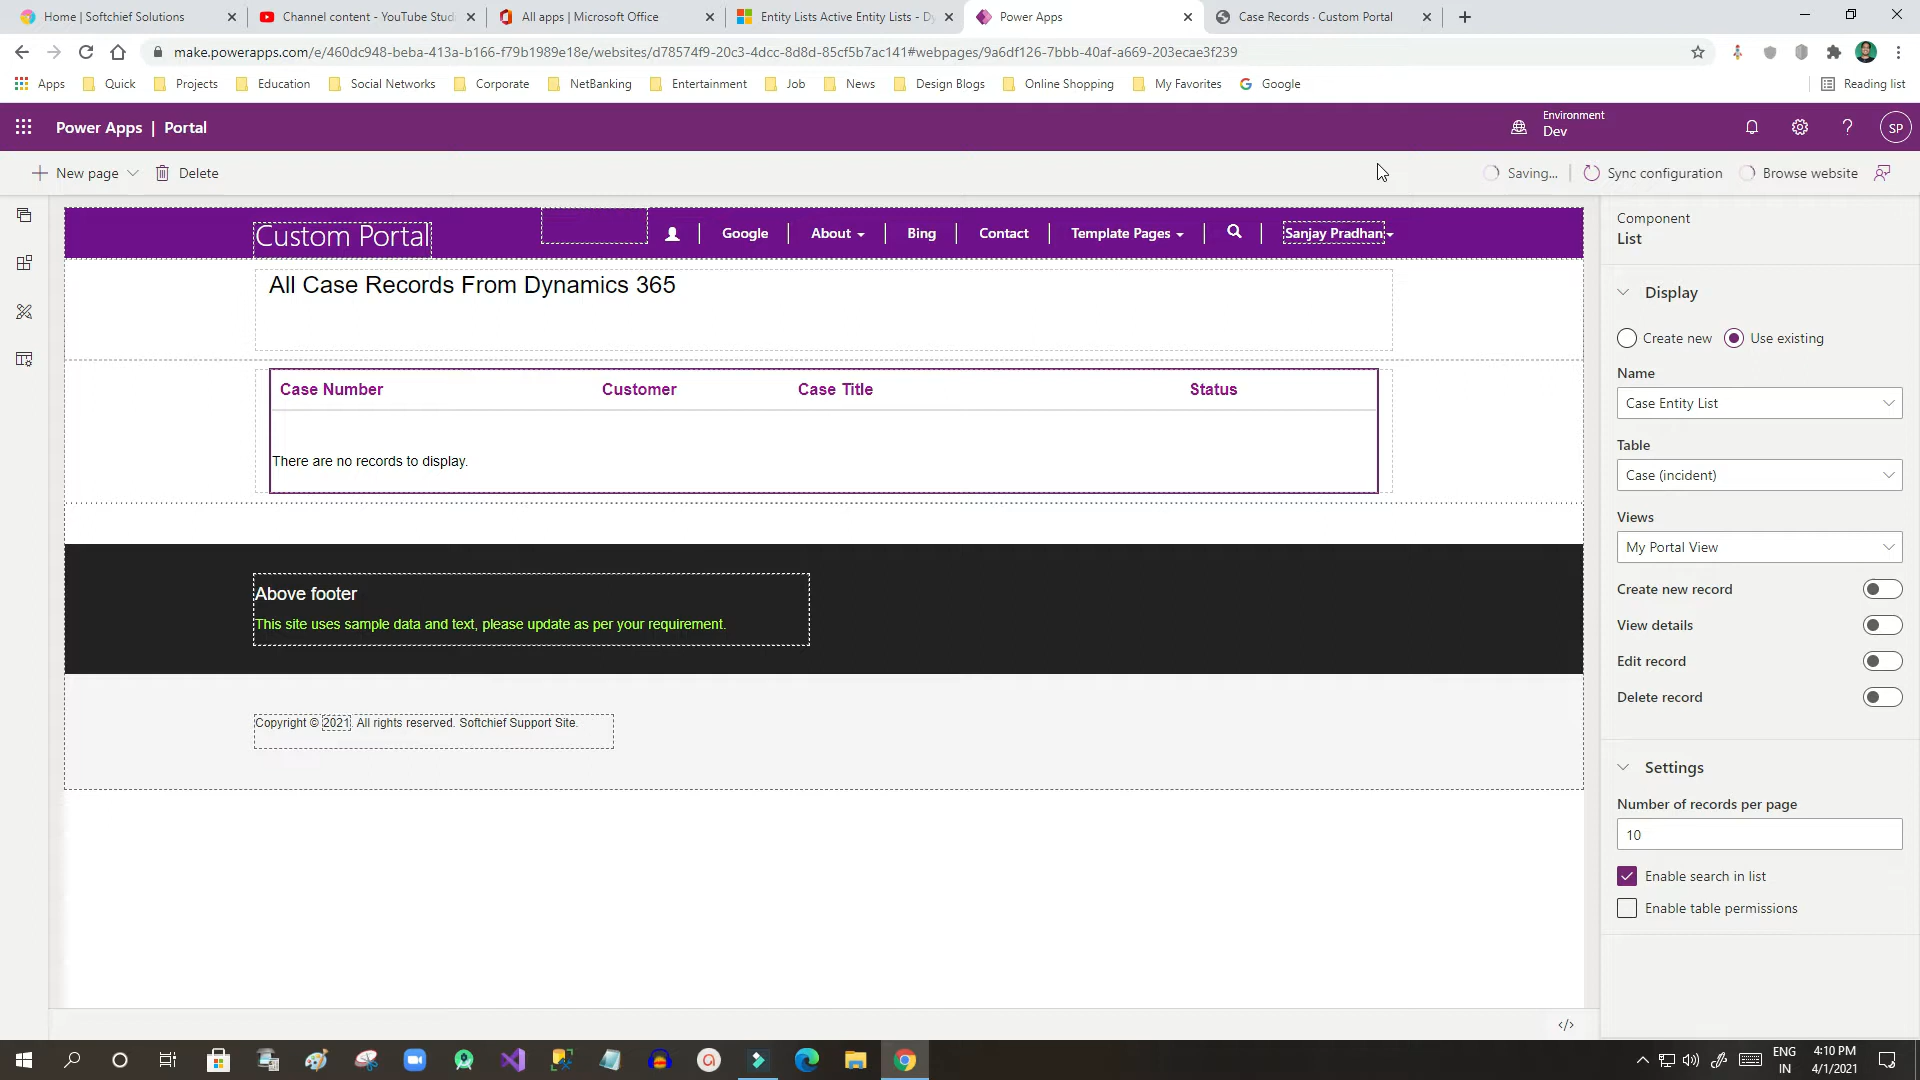 Home | Softchief Solutions
Channel content - YouTube Studi
All apps | Microsoft Office
Entity Lists Active Entity Lists - Dy
Power Apps
Case Records · Custom Portal
make.powerapps.com/e/460dc948-beba-413a-b166-f79b1989e18e/websites/d78574f9-20c3-4dcc-8d8d-85cf5b7ac141#webpages/9a6df126-7bbb-40af-a669-203ecae3f239
Apps Quick Projects Education Social Networks Corporate NetBanking Entertainment Job News Design Blogs Online Shopping My Favorites Google Reading list
Power Apps | Portal
Environment
Dev
SP
New page Delete Saving... Sync configuration Browse website
Custom Portal
Google About Bing Contact Template Pages Sanjay Pradhan
All Case Records From Dynamics 365
Case Number Customer Case Title Status
There are no records to display.
Above footer
This site uses sample data and text, please update as per your requirement.
Copyright © 2021. All rights reserved. Softchief Support Site.
Component
List
Display
Create new Use existing
Name
Case Entity List
Table
Case (incident)
Views
My Portal View
Create new record
View details
Edit record
Delete record
Settings
Number of records per page
10
Enable search in list
Enable table permissions
</>
ENG
IN
4:10 PM
4/1/2021